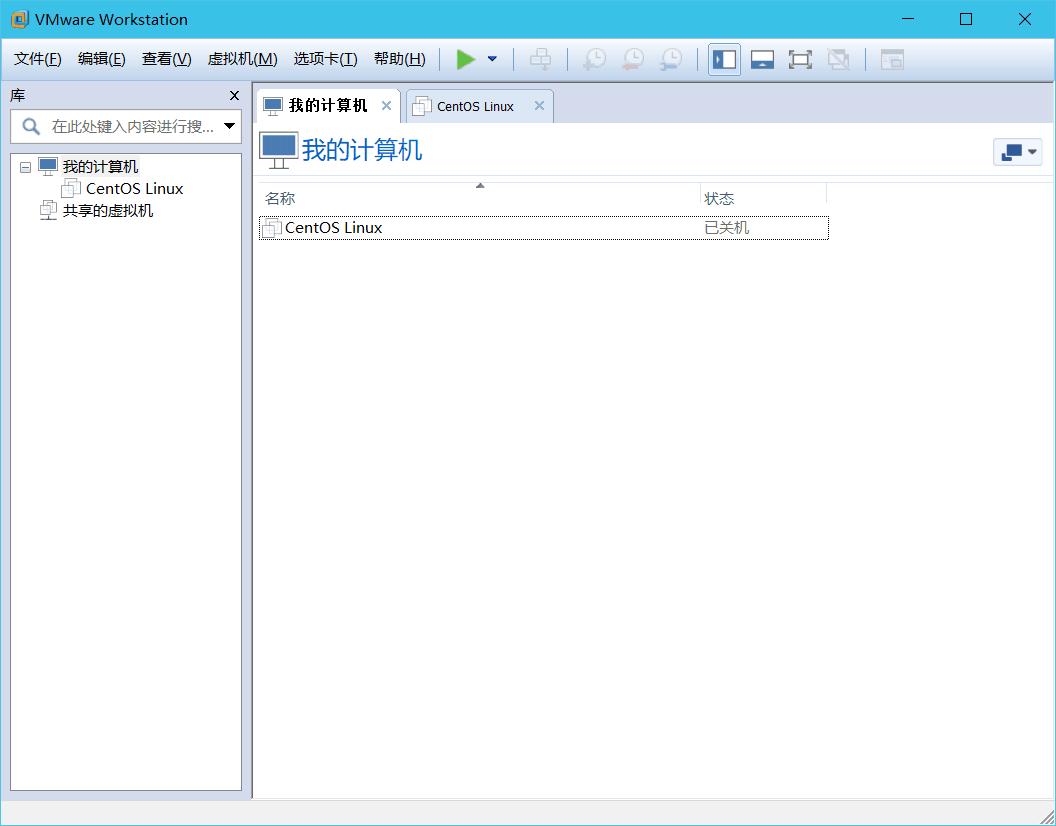 VMware Workstation
文件(F) 编辑(E) 查看(V) 虚拟机(M) 选项卡(T) 帮助(H)
库
在此处键入内容进行搜...
我的计算机
CentOS Linux
共享的虚拟机
我的计算机 CentOS Linux
我的计算机
名称 状态
CentOS Linux 已关机